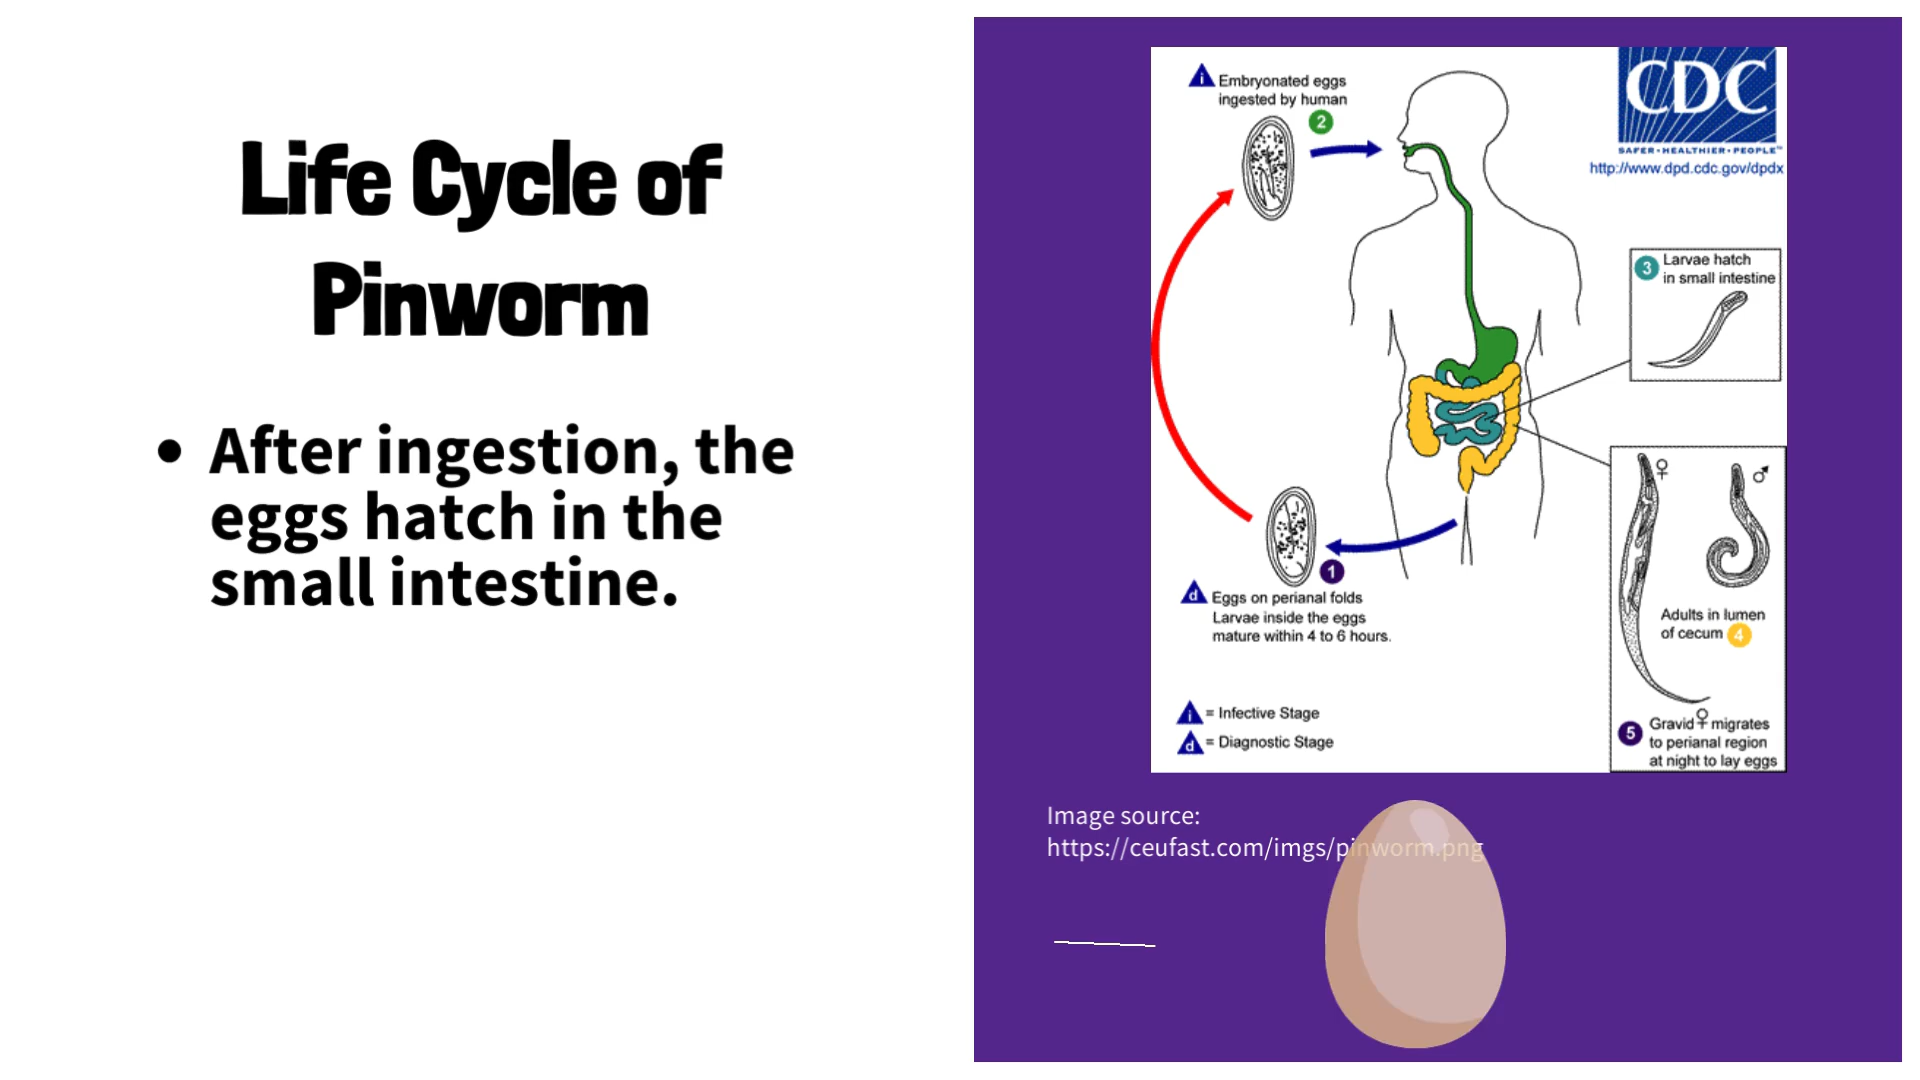 Life Cycle of
Pinworm
• After ingestion, the
eggs hatch in the
small intestine.
i Embryonated eggs
ingested by human
2
CDC
SAFER•HEALTHIER•PEOPLE™
http://www.dpd.cdc.gov/dpdx
3 Larvae hatch
in small intestine
♀ ♂
Adults in lumen
of cecum 4
1
d Eggs on perianal folds
Larvae inside the eggs
mature within 4 to 6 hours.
i = Infective Stage
d = Diagnostic Stage
5 Gravid ♀ migrates
to perianal region
at night to lay eggs
Image source:
https://ceufast.com/imgs/pinworm.png